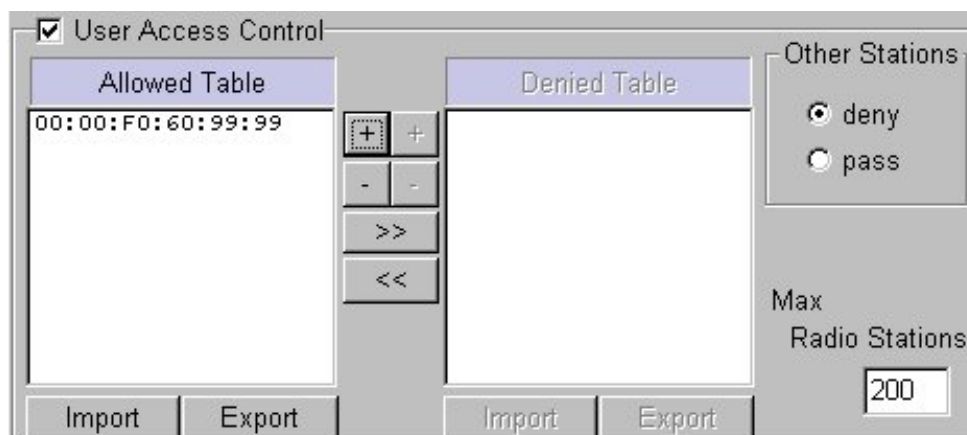 User Access Control
Allowed Table
00:00:F0:60:99:99
Import Export
+ +
- -
>>
<<
Denied Table
Import Export
Other Stations
deny
pass
Max
Radio Stations
200